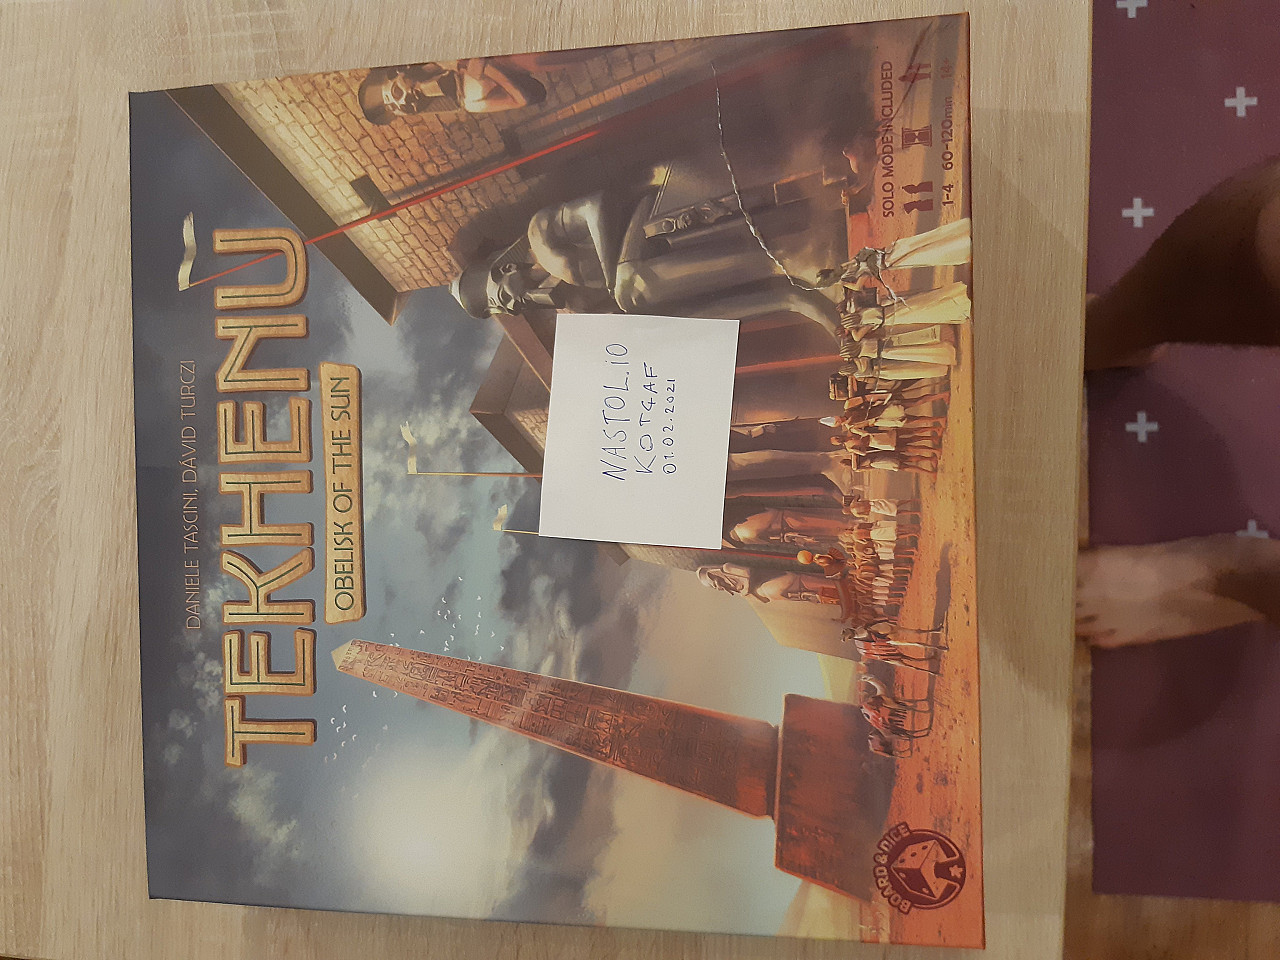 DANIELE TASCINI, DÁVID TURCZI
TEKHENU
OBELISK OF THE SUN
NASTOL.IO
KOTGAF
01.02.2021
SOLO MODE INCLUDED
1-4 60-120min 14+
BOARD & DICE